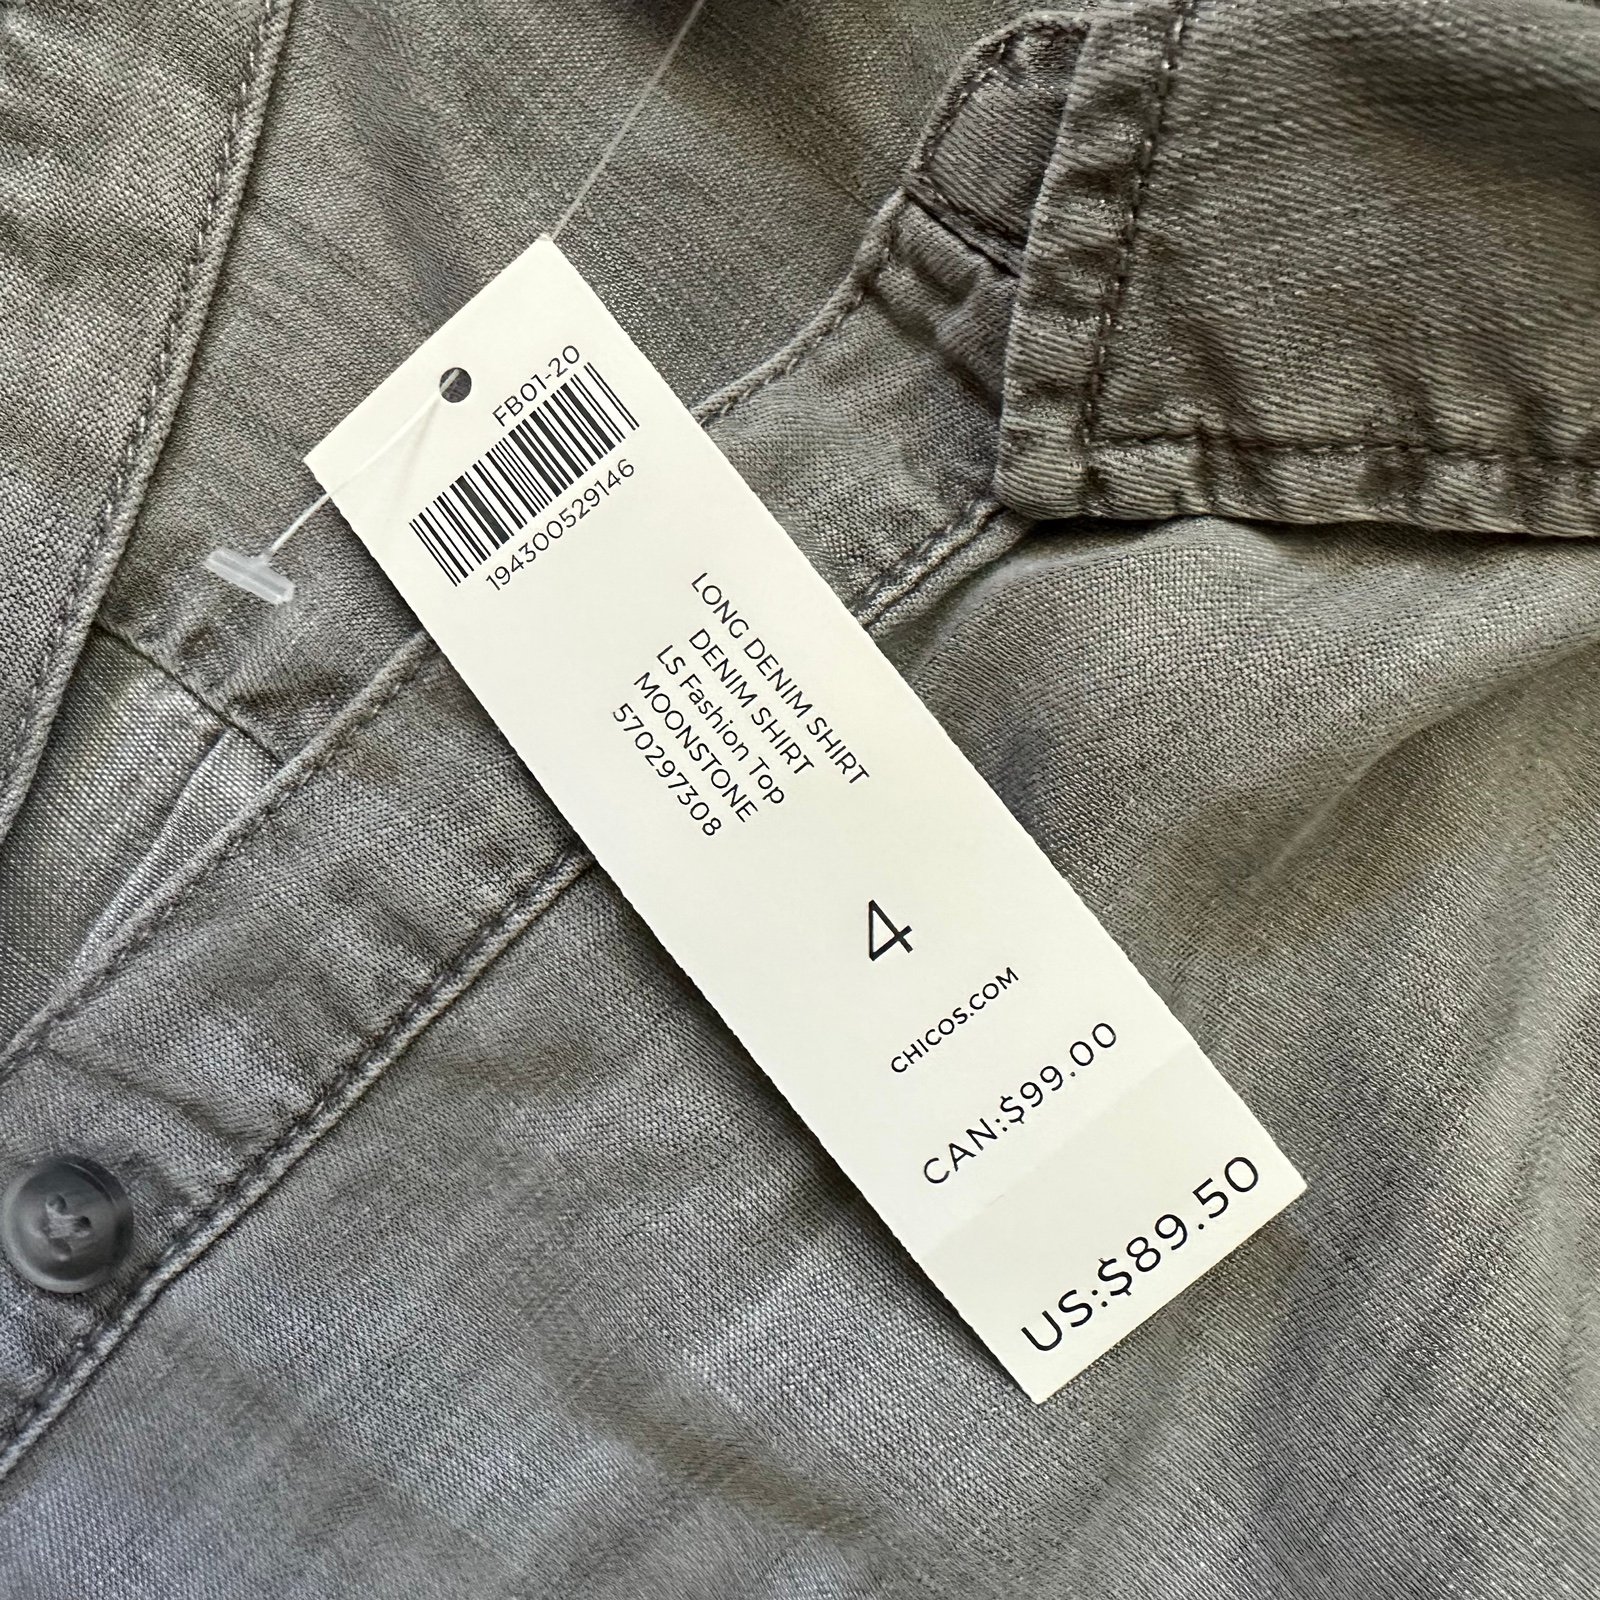 FB01-20
194300529146
LONG DENIM SHIRT
DENIM SHIRT
LS Fashion Top
MOONSTONE
570297308
4
CHICOS.COM
CAN:$99.00
US:$89.50